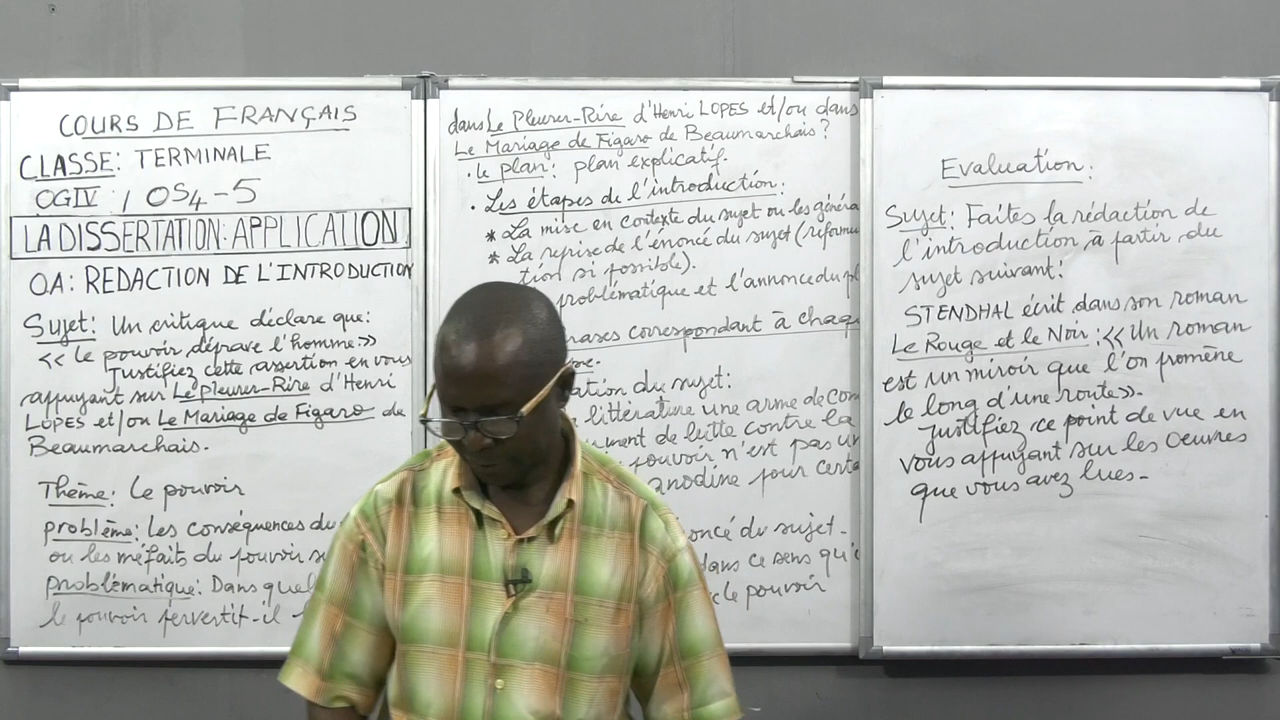 COURS DE FRANÇAIS
CLASSE: TERMINALE
OGIV / OS4-5
LA DISSERTATION: APPLICATION
OA: REDACTION DE L'INTRODUCTION
Sujet: Un critique déclare que:
<< Le pouvoir déprave l'homme>>
Justifiez cette assertion en vous
appuyant sur Le Pleurer-Rire d'Henri
LOPES et/ou Le Mariage de Figaro de
Beaumarchais.
Thème: Le pouvoir
problème: Les conséquences du
ou les méfaits du pouvoir
problématique: Dans
le pouvoir pervertit-il
dans Le Pleurer-Rire d'Henri LOPES et/ou dans
Le Mariage de Figaro de Beaumarchais?
. Le plan: plan explicatif.
. Les étapes de l'introduction:
* La mise en contexte du sujet ou les
* La reprise de l'énoncé du sujet
tion si possible).
problématique et l'annonce du
correspondant à
du sujet:
littérature une arme de
de lutte contre la
pouvoir n'est pas
anodine pour
du sujet-
dans ce sens
le pouvoir
Evaluation:
Sujet: Faites la rédaction de
l'introduction à partir du
sujet suivant:
STENDHAL écrit dans son roman
Le Rouge et le Noir: << Un roman
est un miroir que l'on promène
le long d'une route>>.
Justifiez ce point de vue en
vous appuyant sur les Oeuvres
que vous avez lues-